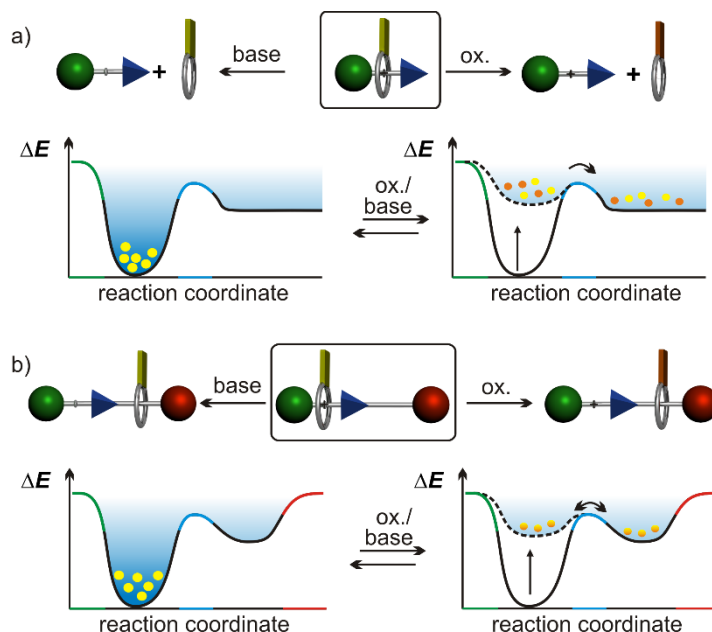 a)
base
ox.
+
+
ΔE
ΔE
ox./
base
reaction coordinate
reaction coordinate
b)
base
ox.
ΔE
ΔE
ox./
base
reaction coordinate
reaction coordinate